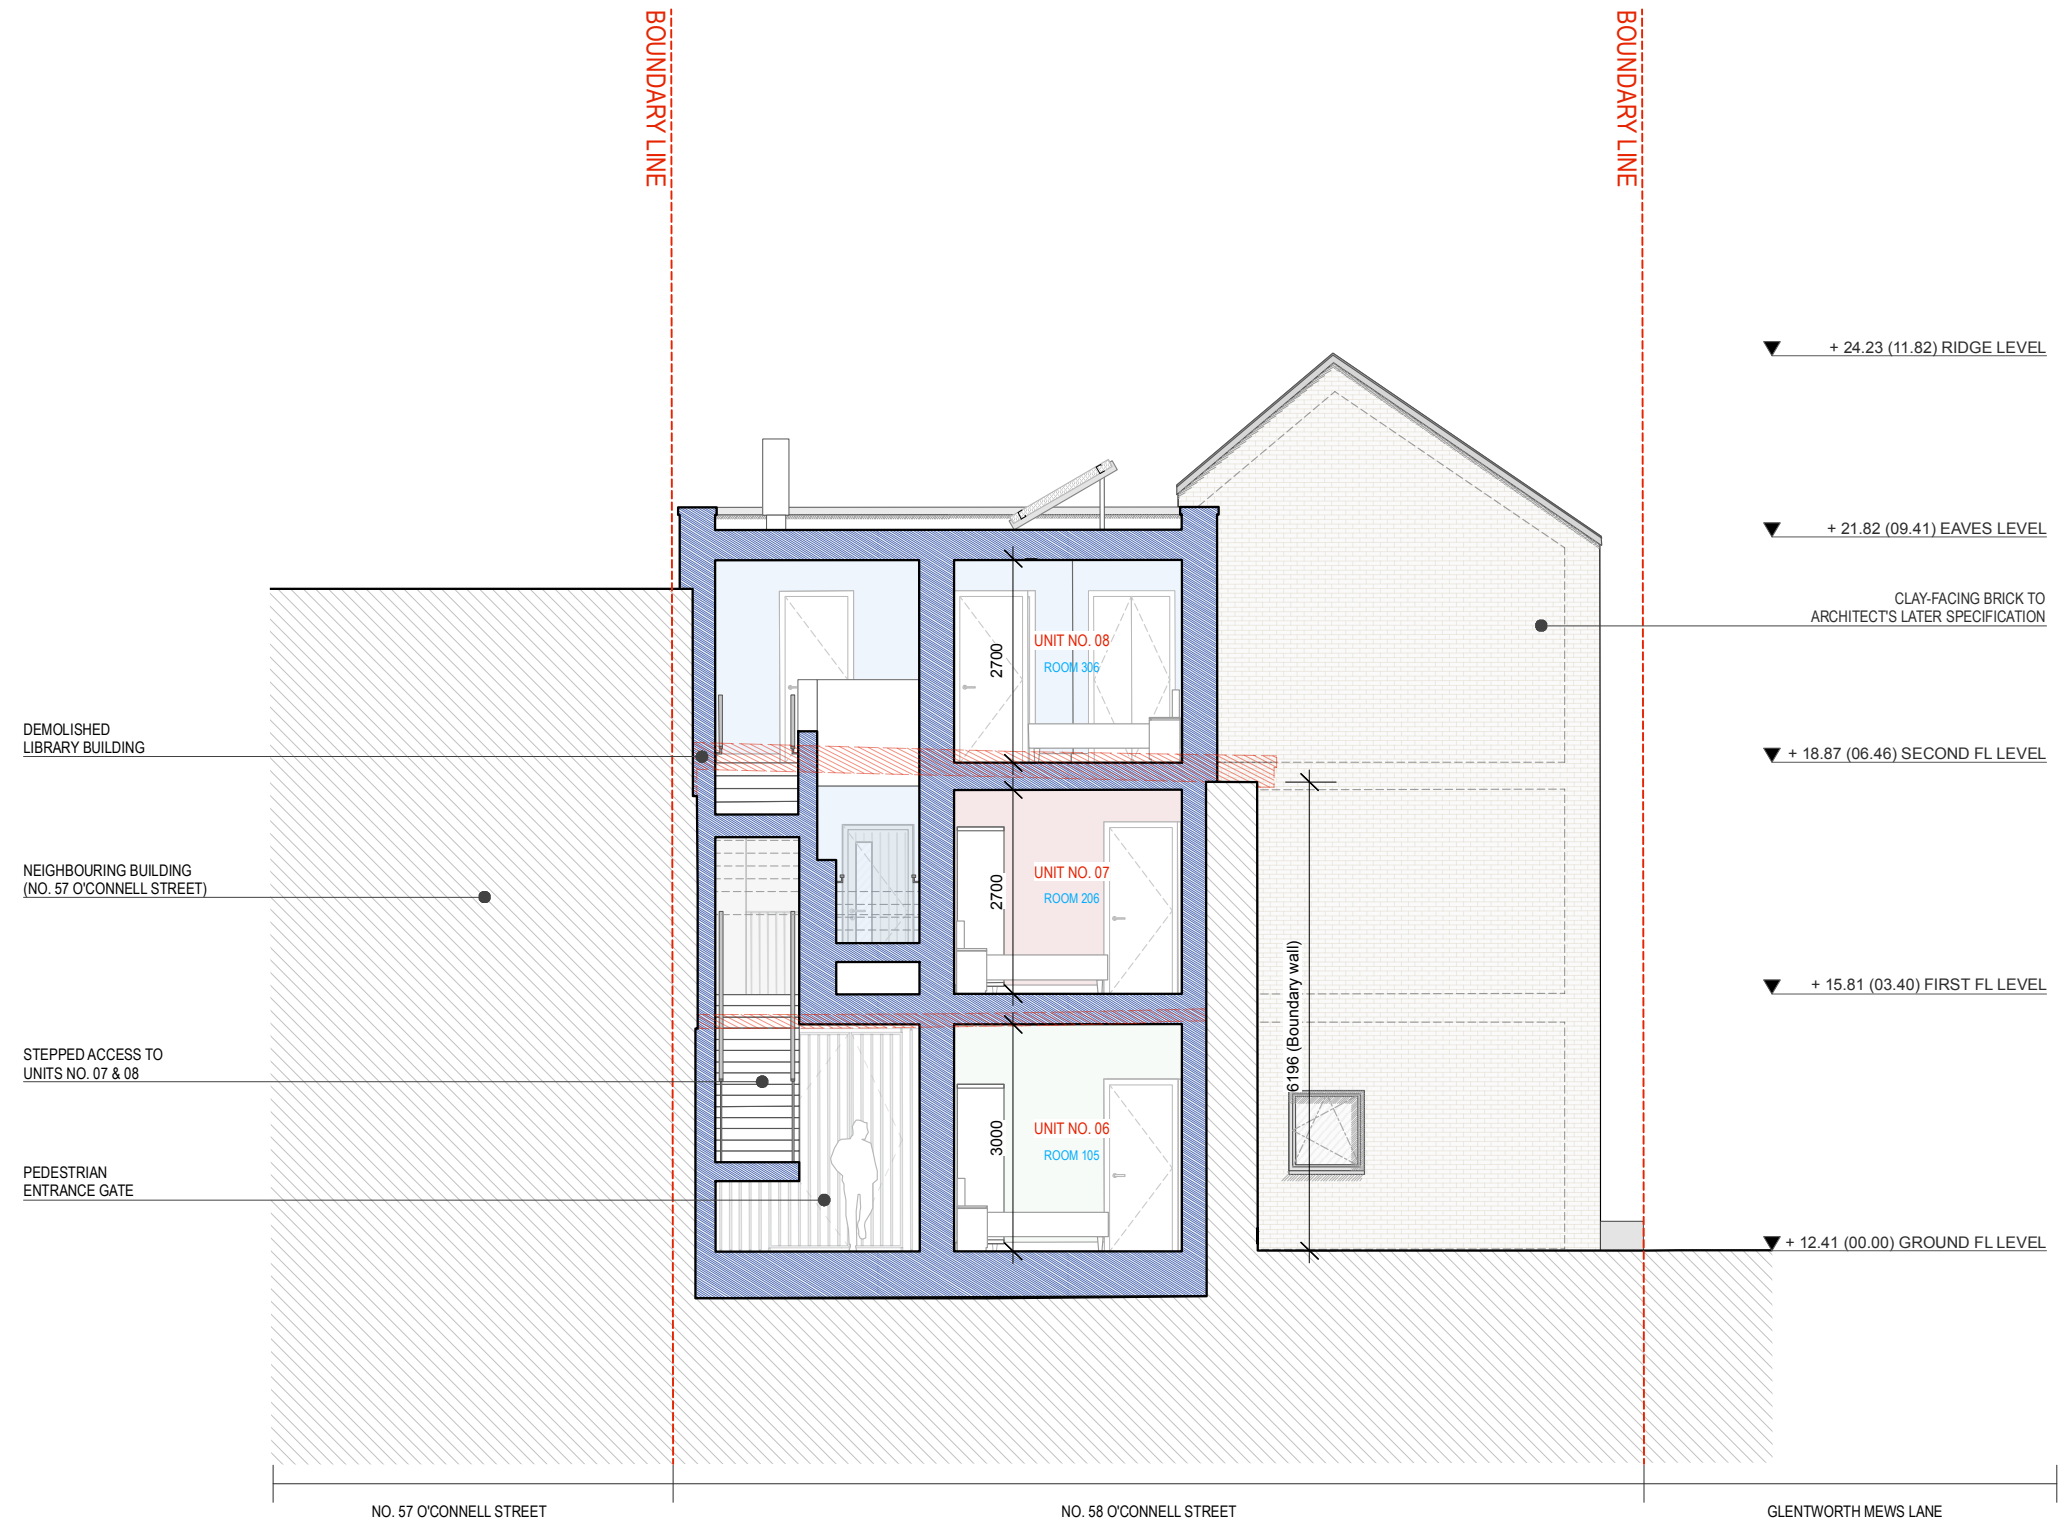 BOUNDARY LINE
BOUNDARY LINE
+ 24.23 (11.82) RIDGE LEVEL
+ 21.82 (09.41) EAVES LEVEL
CLAY-FACING BRICK TO
ARCHITECT'S LATER SPECIFICATION
UNIT NO. 08
2700
ROOM 306
DEMOLISHED
LIBRARY BUILDING
+ 18.87 (06.46) SECOND FL LEVEL
NEIGHBOURING BUILDING
(NO. 57 O'CONNELL STREET)
UNIT NO. 07
2700
ROOM 206
6196 (Boundary wall)
+ 15.81 (03.40) FIRST FL LEVEL
STEPPED ACCESS TO
UNITS NO. 07 & 08
UNIT NO. 06
3000
ROOM 105
PEDESTRIAN
ENTRANCE GATE
+ 12.41 (00.00) GROUND FL LEVEL
NO. 57 O'CONNELL STREET
NO. 58 O'CONNELL STREET
GLENTWORTH MEWS LANE